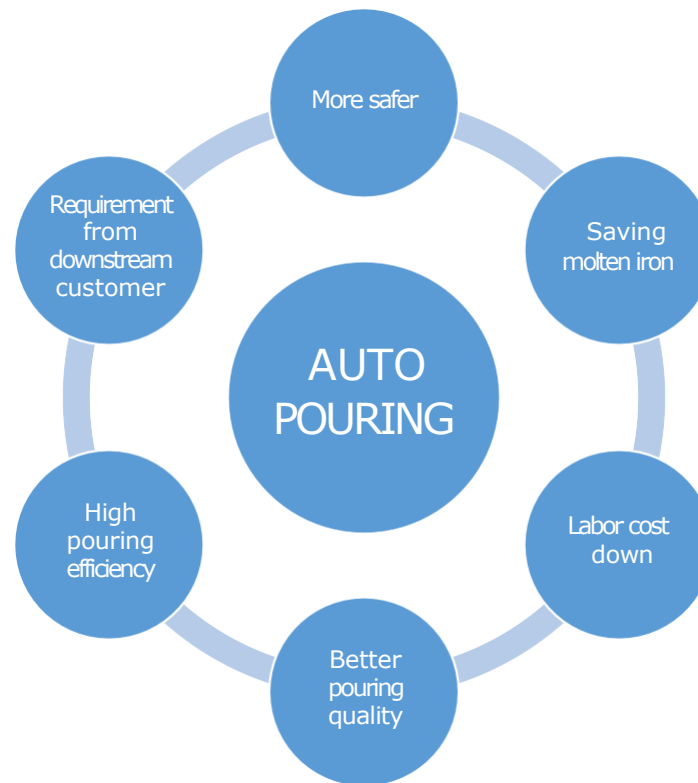 More safer
Saving
molten iron
Labor cost
down
Better
pouring
quality
High
pouring
efficiency
Requirement
from
downstream
customer
AUTO
POURING